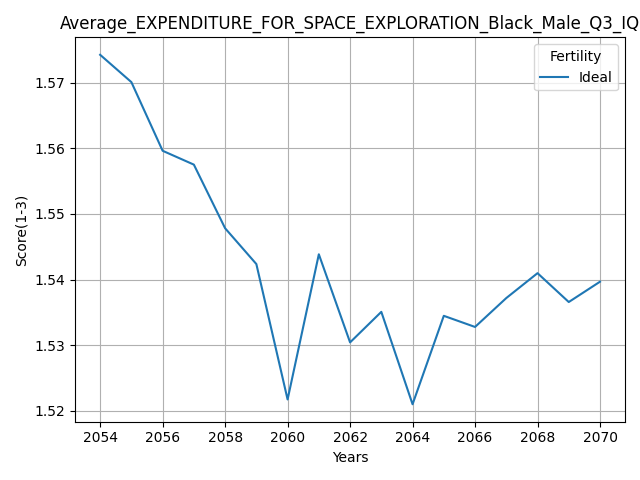 Average_EXPENDITURE_FOR_SPACE_EXPLORATION_Black_Male_Q3_IQ
Fertility
Ideal
Score(1-3)
1.57
1.56
1.55
1.54
1.53
1.52
2054 2056 2058 2060 2062 2064 2066 2068 2070
Years